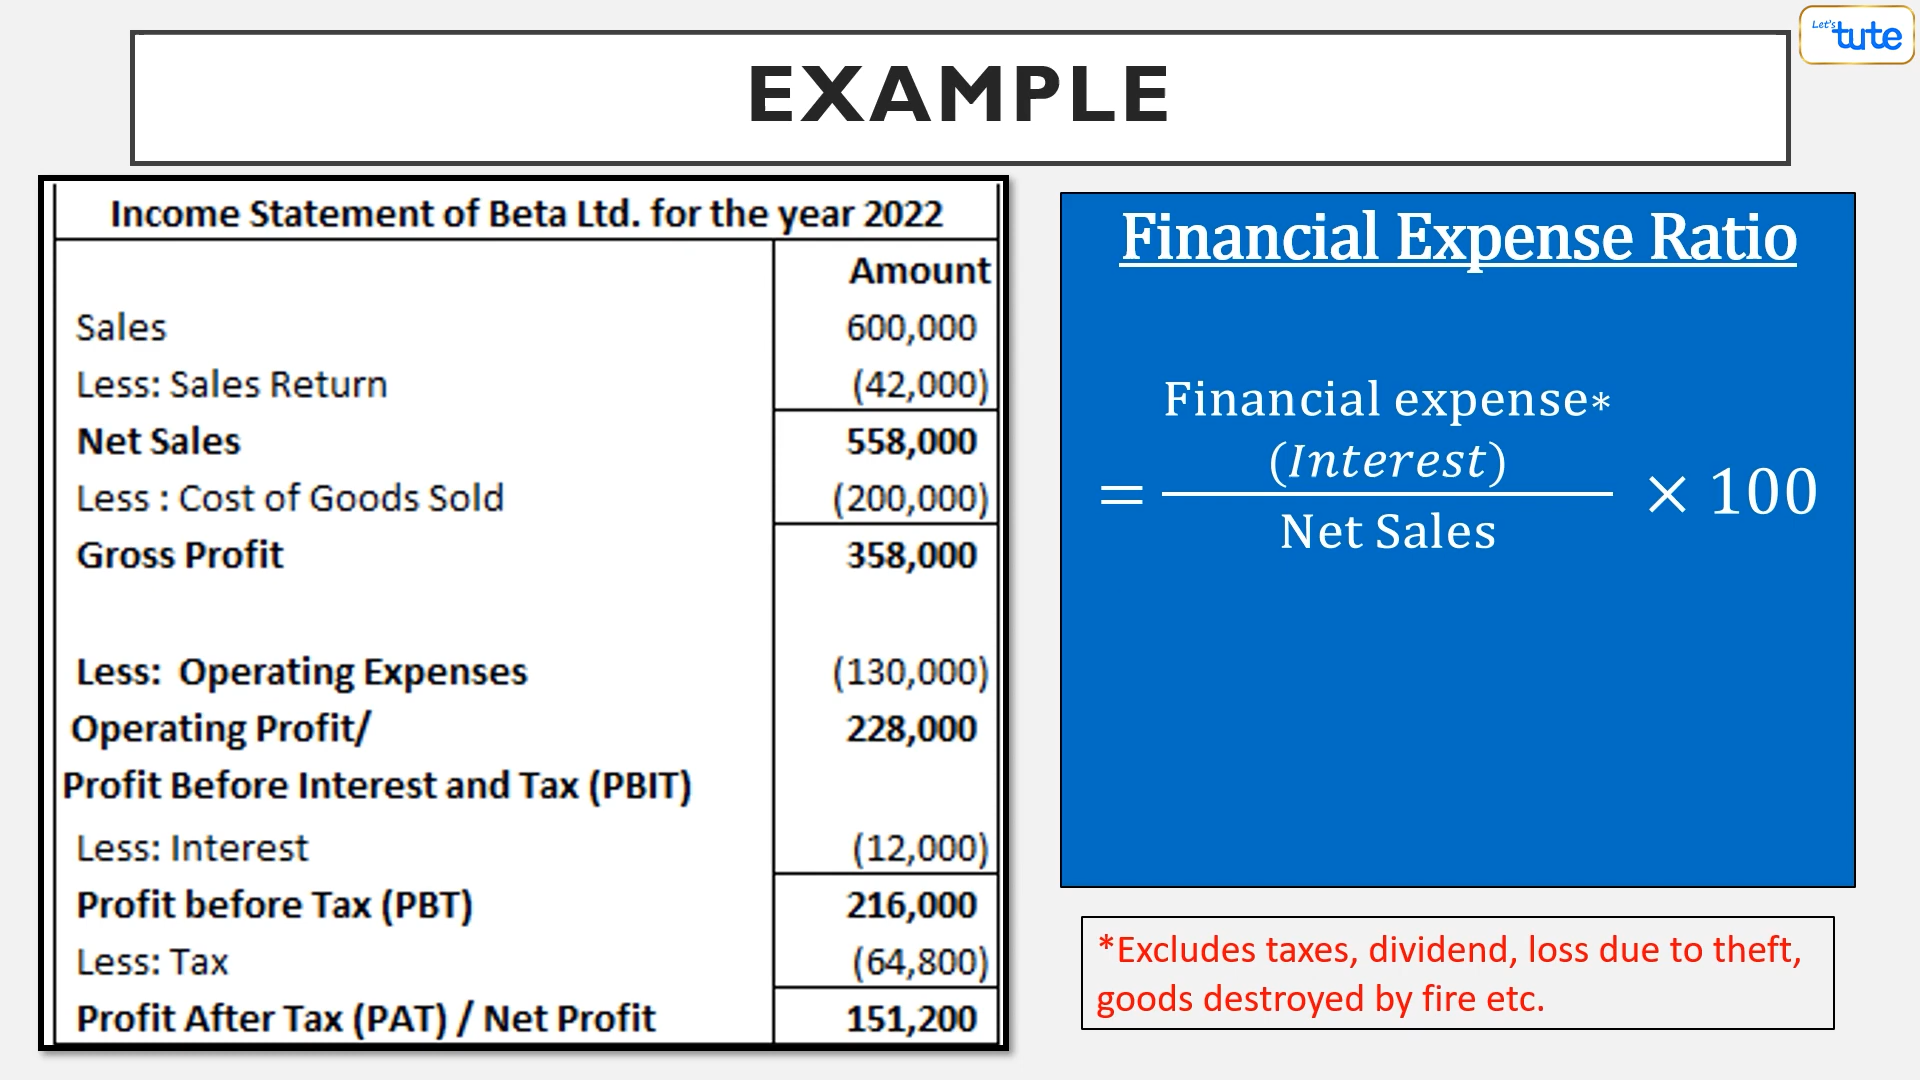 Let's tute
EXAMPLE
Income Statement of Beta Ltd. for the year 2022
Amount
Sales 600,000
Less: Sales Return (42,000)
Net Sales 558,000
Less : Cost of Goods Sold (200,000)
Gross Profit 358,000
Less: Operating Expenses (130,000)
Operating Profit/ 228,000
Profit Before Interest and Tax (PBIT)
Less: Interest (12,000)
Profit before Tax (PBT) 216,000
Less: Tax (64,800)
Profit After Tax (PAT) / Net Profit 151,200
Financial Expense Ratio
Financial expense*
(Interest)
= × 100
Net Sales
*Excludes taxes, dividend, loss due to theft,
goods destroyed by fire etc.